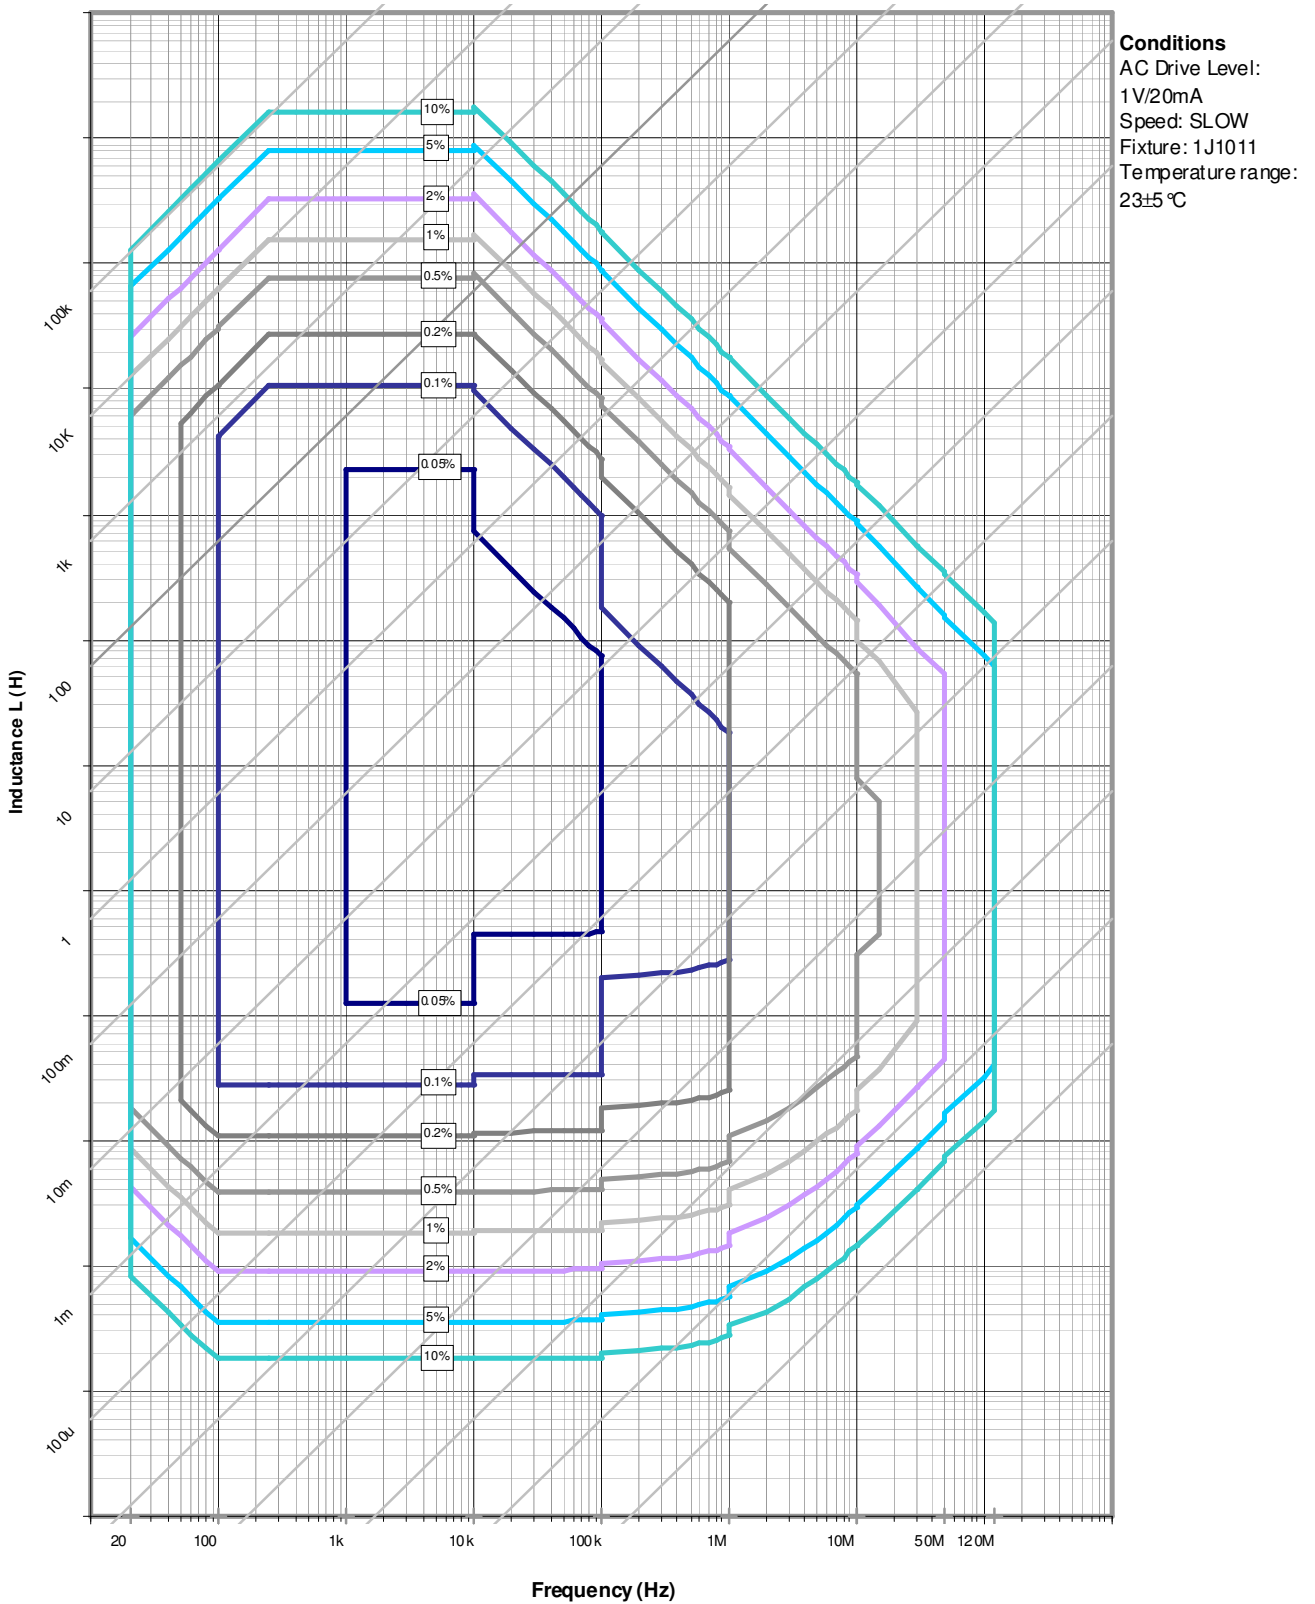 Conditions
AC Drive Level:
1V/20mA
Speed: SLOW
Fixture: 1J1011
Temperature range:
23±5 °C
10%
5%
2%
1%
0.5%
0.2%
0.1%
0.05%
0.05%
0.1%
0.2%
0.5%
1%
2%
5%
10%
Inductance L (H)
100k
10K
1k
100
10
1
100m
10m
1m
100u
20 100 1k 10k 100k 1M 10M 50M 120M
Frequency (Hz)